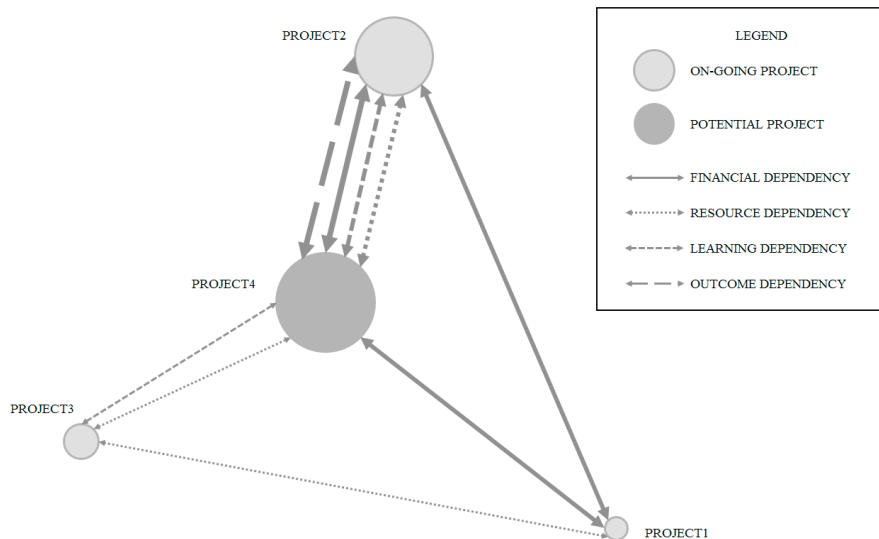 PROJECT2
LEGEND
ON-GOING PROJECT
POTENTIAL PROJECT
FINANCIAL DEPENDENCY
RESOURCE DEPENDENCY
LEARNING DEPENDENCY
OUTCOME DEPENDENCY
PROJECT4
PROJECT3
PROJECT1